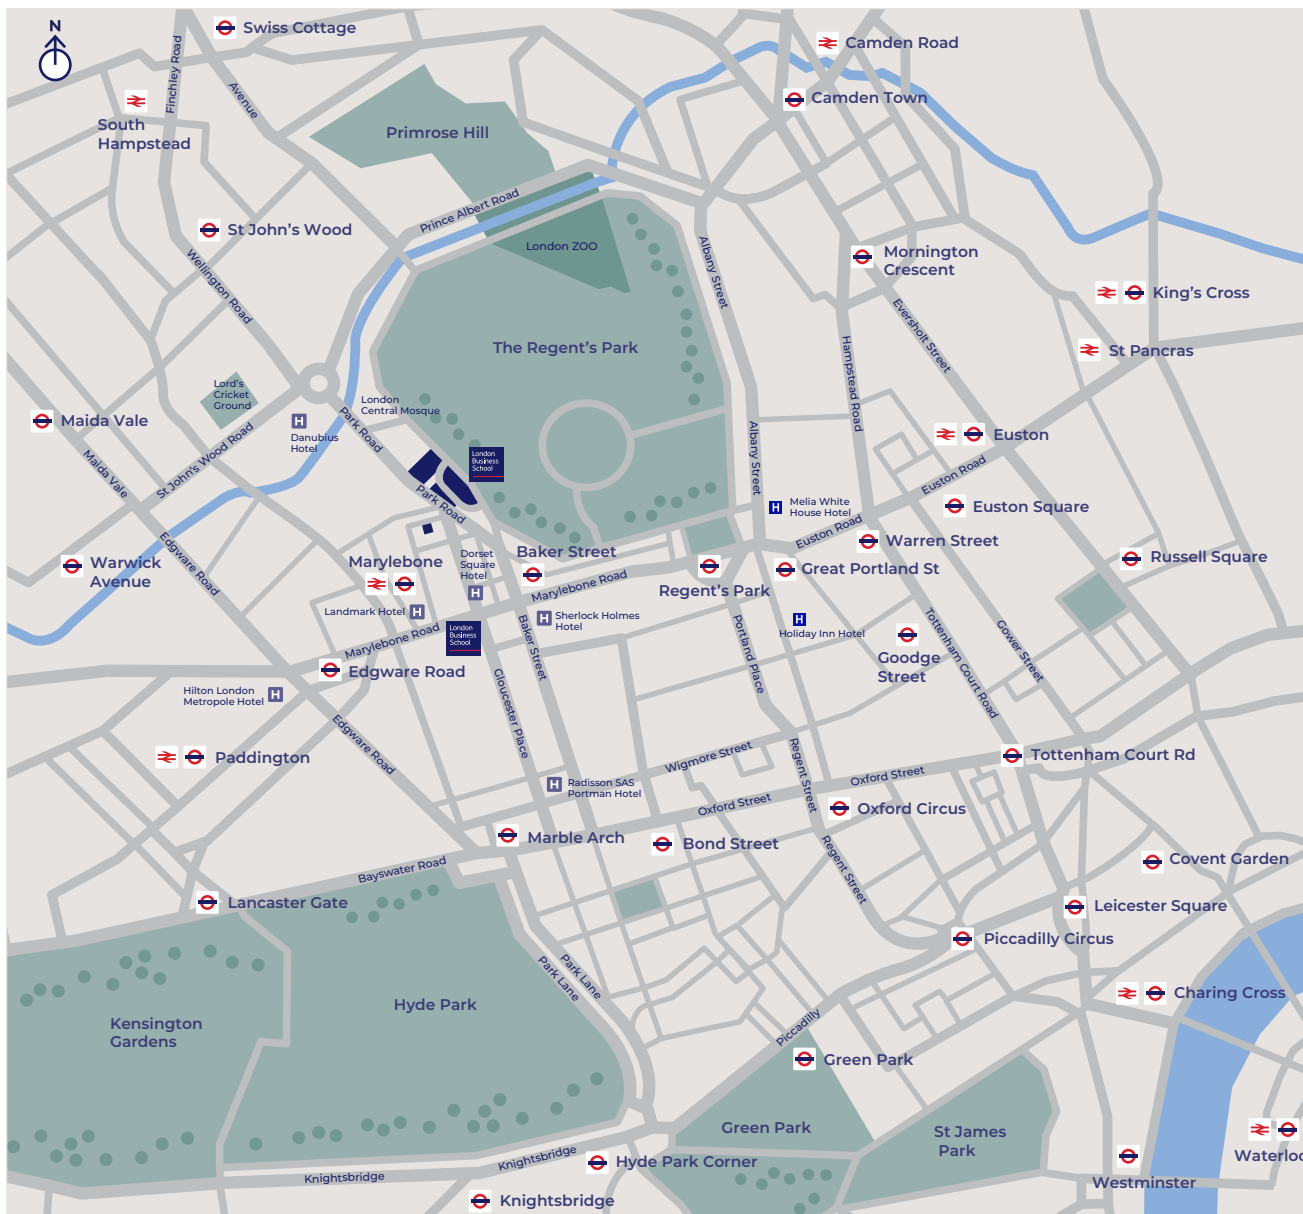 N
Swiss Cottage
Camden Road
Finchley Road
Avenue
Camden Town
South
Hampstead
Primrose Hill
Prince Albert Road
St John's Wood
London ZOO
Albany Street
Mornington
Crescent
Wellington Road
King's Cross
Eversholt Street
The Regent's Park
Hampstead Road
St Pancras
Lord's
Cricket
Ground
London
Central Mosque
Maida Vale
Park Road
H
Danubius
Hotel
Euston
Albany Street
St John's Wood Road
Maida Vale
London
Business
School
Euston Road
Park Road
H
Melia White
House Hotel
Euston Square
Euston Road
Warren Street
Edgware Road
Warwick
Avenue
Marylebone
Dorset
Square
Hotel
H
Baker Street
Marylebone Road
Regent's Park
Great Portland St
Russell Square
Landmark Hotel H
H Sherlock Holmes
Hotel
H
Holiday Inn Hotel
Marylebone Road
London
Business
School
Baker Street
Portland Place
Tottenham Court Road
Gower Street
Goodge
Street
Edgware Road
Hilton London
Metropole Hotel
H
Gloucester Place
Edgware Road
Paddington
Wigmore Street
Regent Street
Tottenham Court Rd
Oxford Street
H
Radisson SAS
Portman Hotel
Oxford Street
Oxford Circus
Marble Arch
Bond Street
Regent Street
Covent Garden
Bayswater Road
Lancaster Gate
Leicester Square
Piccadilly Circus
Park Lane
Park Lane
Charing Cross
Hyde Park
Kensington
Gardens
Piccadilly
Green Park
Green Park
St James
Park
Waterloo
Knightsbridge
Hyde Park Corner
Knightsbridge
Westminster
Knightsbridge